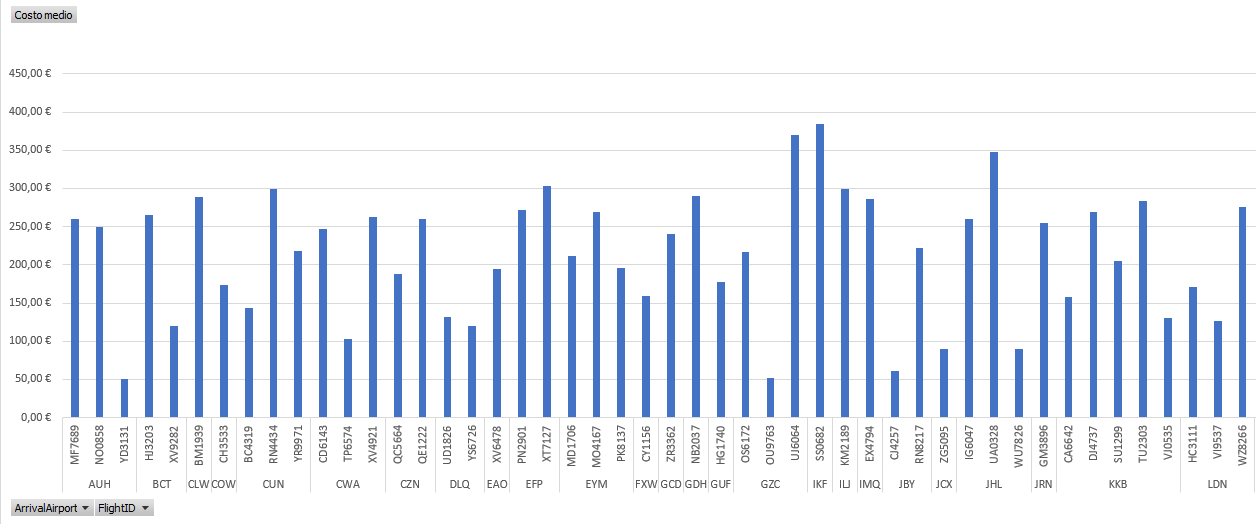 Costo medio
450,00 €
400,00 €
350,00 €
300,00 €
250,00 €
200,00 €
150,00 €
100,00 €
50,00 €
0,00 €
MF7689
NO0858
YD3131
HJ3203
XV9282
BM1939
CH3533
BC4319
RN4434
YR9971
CD6143
TP6574
XV4921
QC5664
QE1222
UD1826
YS6726
XV6478
PN2901
XT7127
MD1706
MO4167
PK8137
CY1156
ZR3362
NB2037
HG1740
OS6172
OU9763
UJ6064
SS0682
KM2189
EX4794
CJ4257
RN8217
ZG5095
IG6047
UA0328
WU7826
GM3896
CA6642
DJ4737
SU1299
TU2303
VJ0535
HC3111
VJ9537
WZ8266
AUH BCT CLW COW CUN CWA CZN DLQ EAO EFP EYM FXW GCD GDH GUF GZC IKF ILJ IMQ JBY JCX JHL JRN KKB LDN
ArrivalAirport FlightID